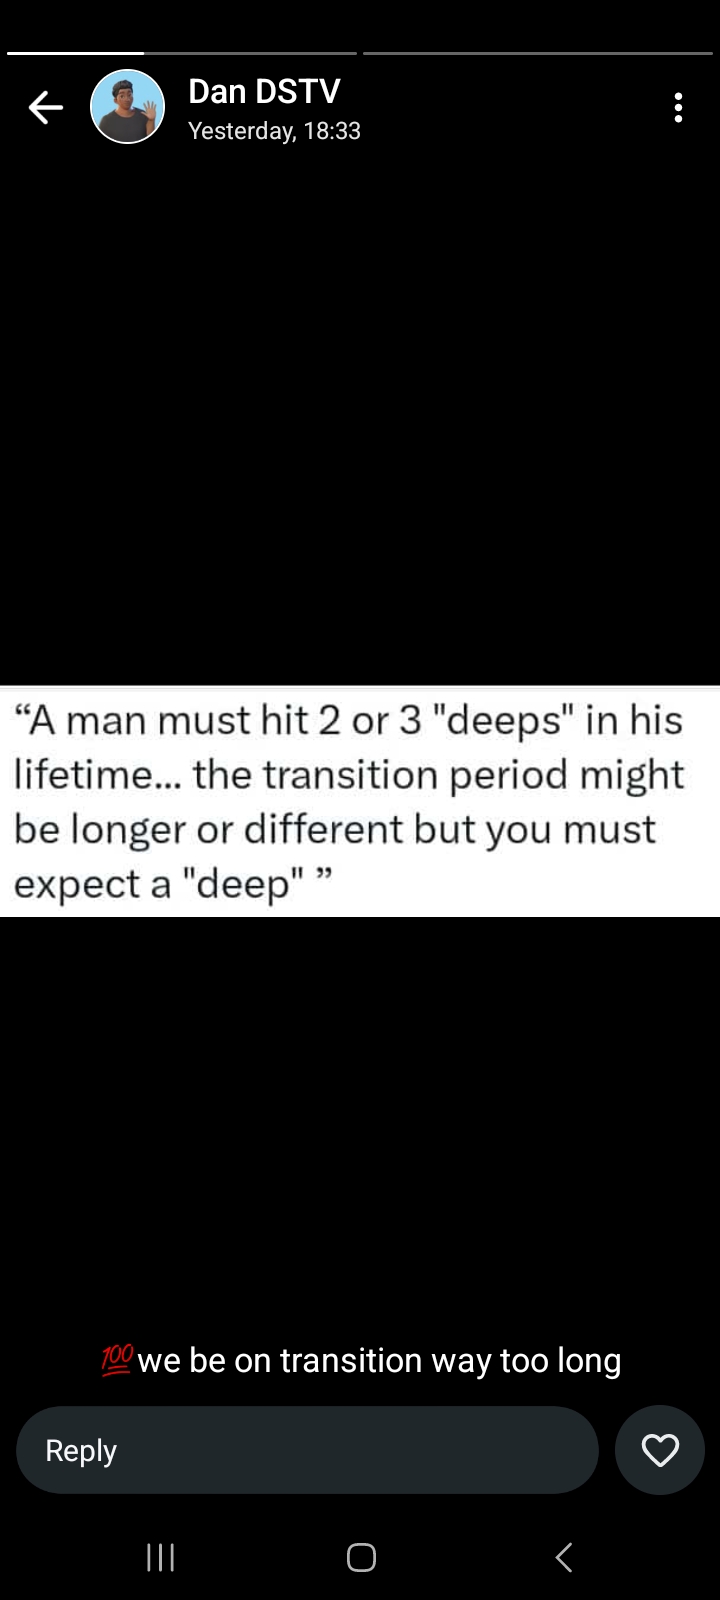 Dan DSTV
Yesterday, 18:33
“A man must hit 2 or 3 "deeps" in his
lifetime... the transition period might
be longer or different but you must
expect a "deep" ”
💯we be on transition way too long
Reply